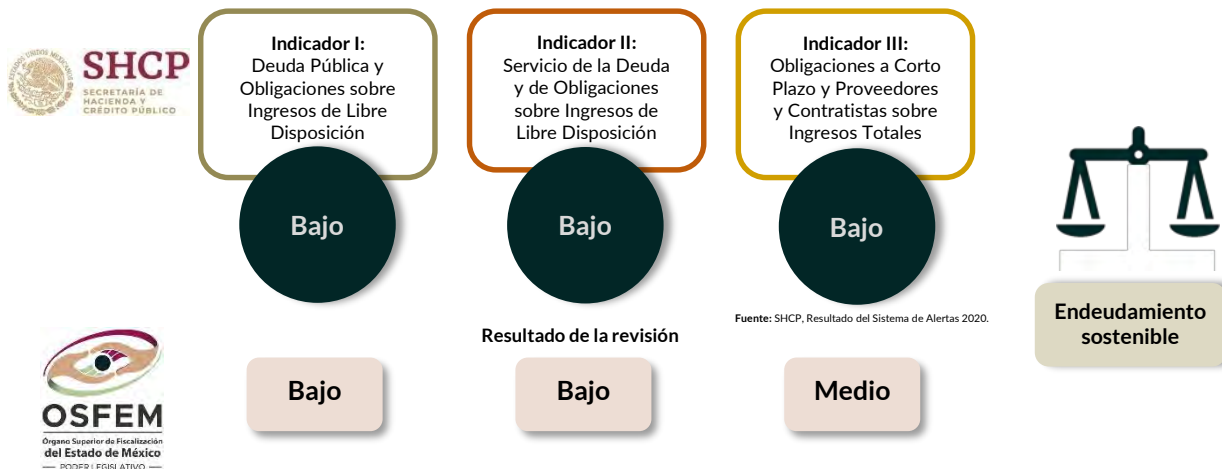 ESTADOS UNIDOS MEXICANOS
SHCP
SECRETARÍA DE
HACIENDA Y
CRÉDITO PÚBLICO
Indicador I:
Deuda Pública y
Obligaciones sobre
Ingresos de Libre
Disposición
Bajo
Indicador II:
Servicio de la Deuda
y de Obligaciones
sobre Ingresos de
Libre Disposición
Bajo
Indicador III:
Obligaciones a Corto
Plazo y Proveedores
y Contratistas sobre
Ingresos Totales
Bajo
Fuente: SHCP, Resultado del Sistema de Alertas 2020.
Endeudamiento
sostenible
Resultado de la revisión
OSFEM
Órgano Superior de Fiscalización
del Estado de México
PODER LEGISLATIVO
Bajo
Bajo
Medio